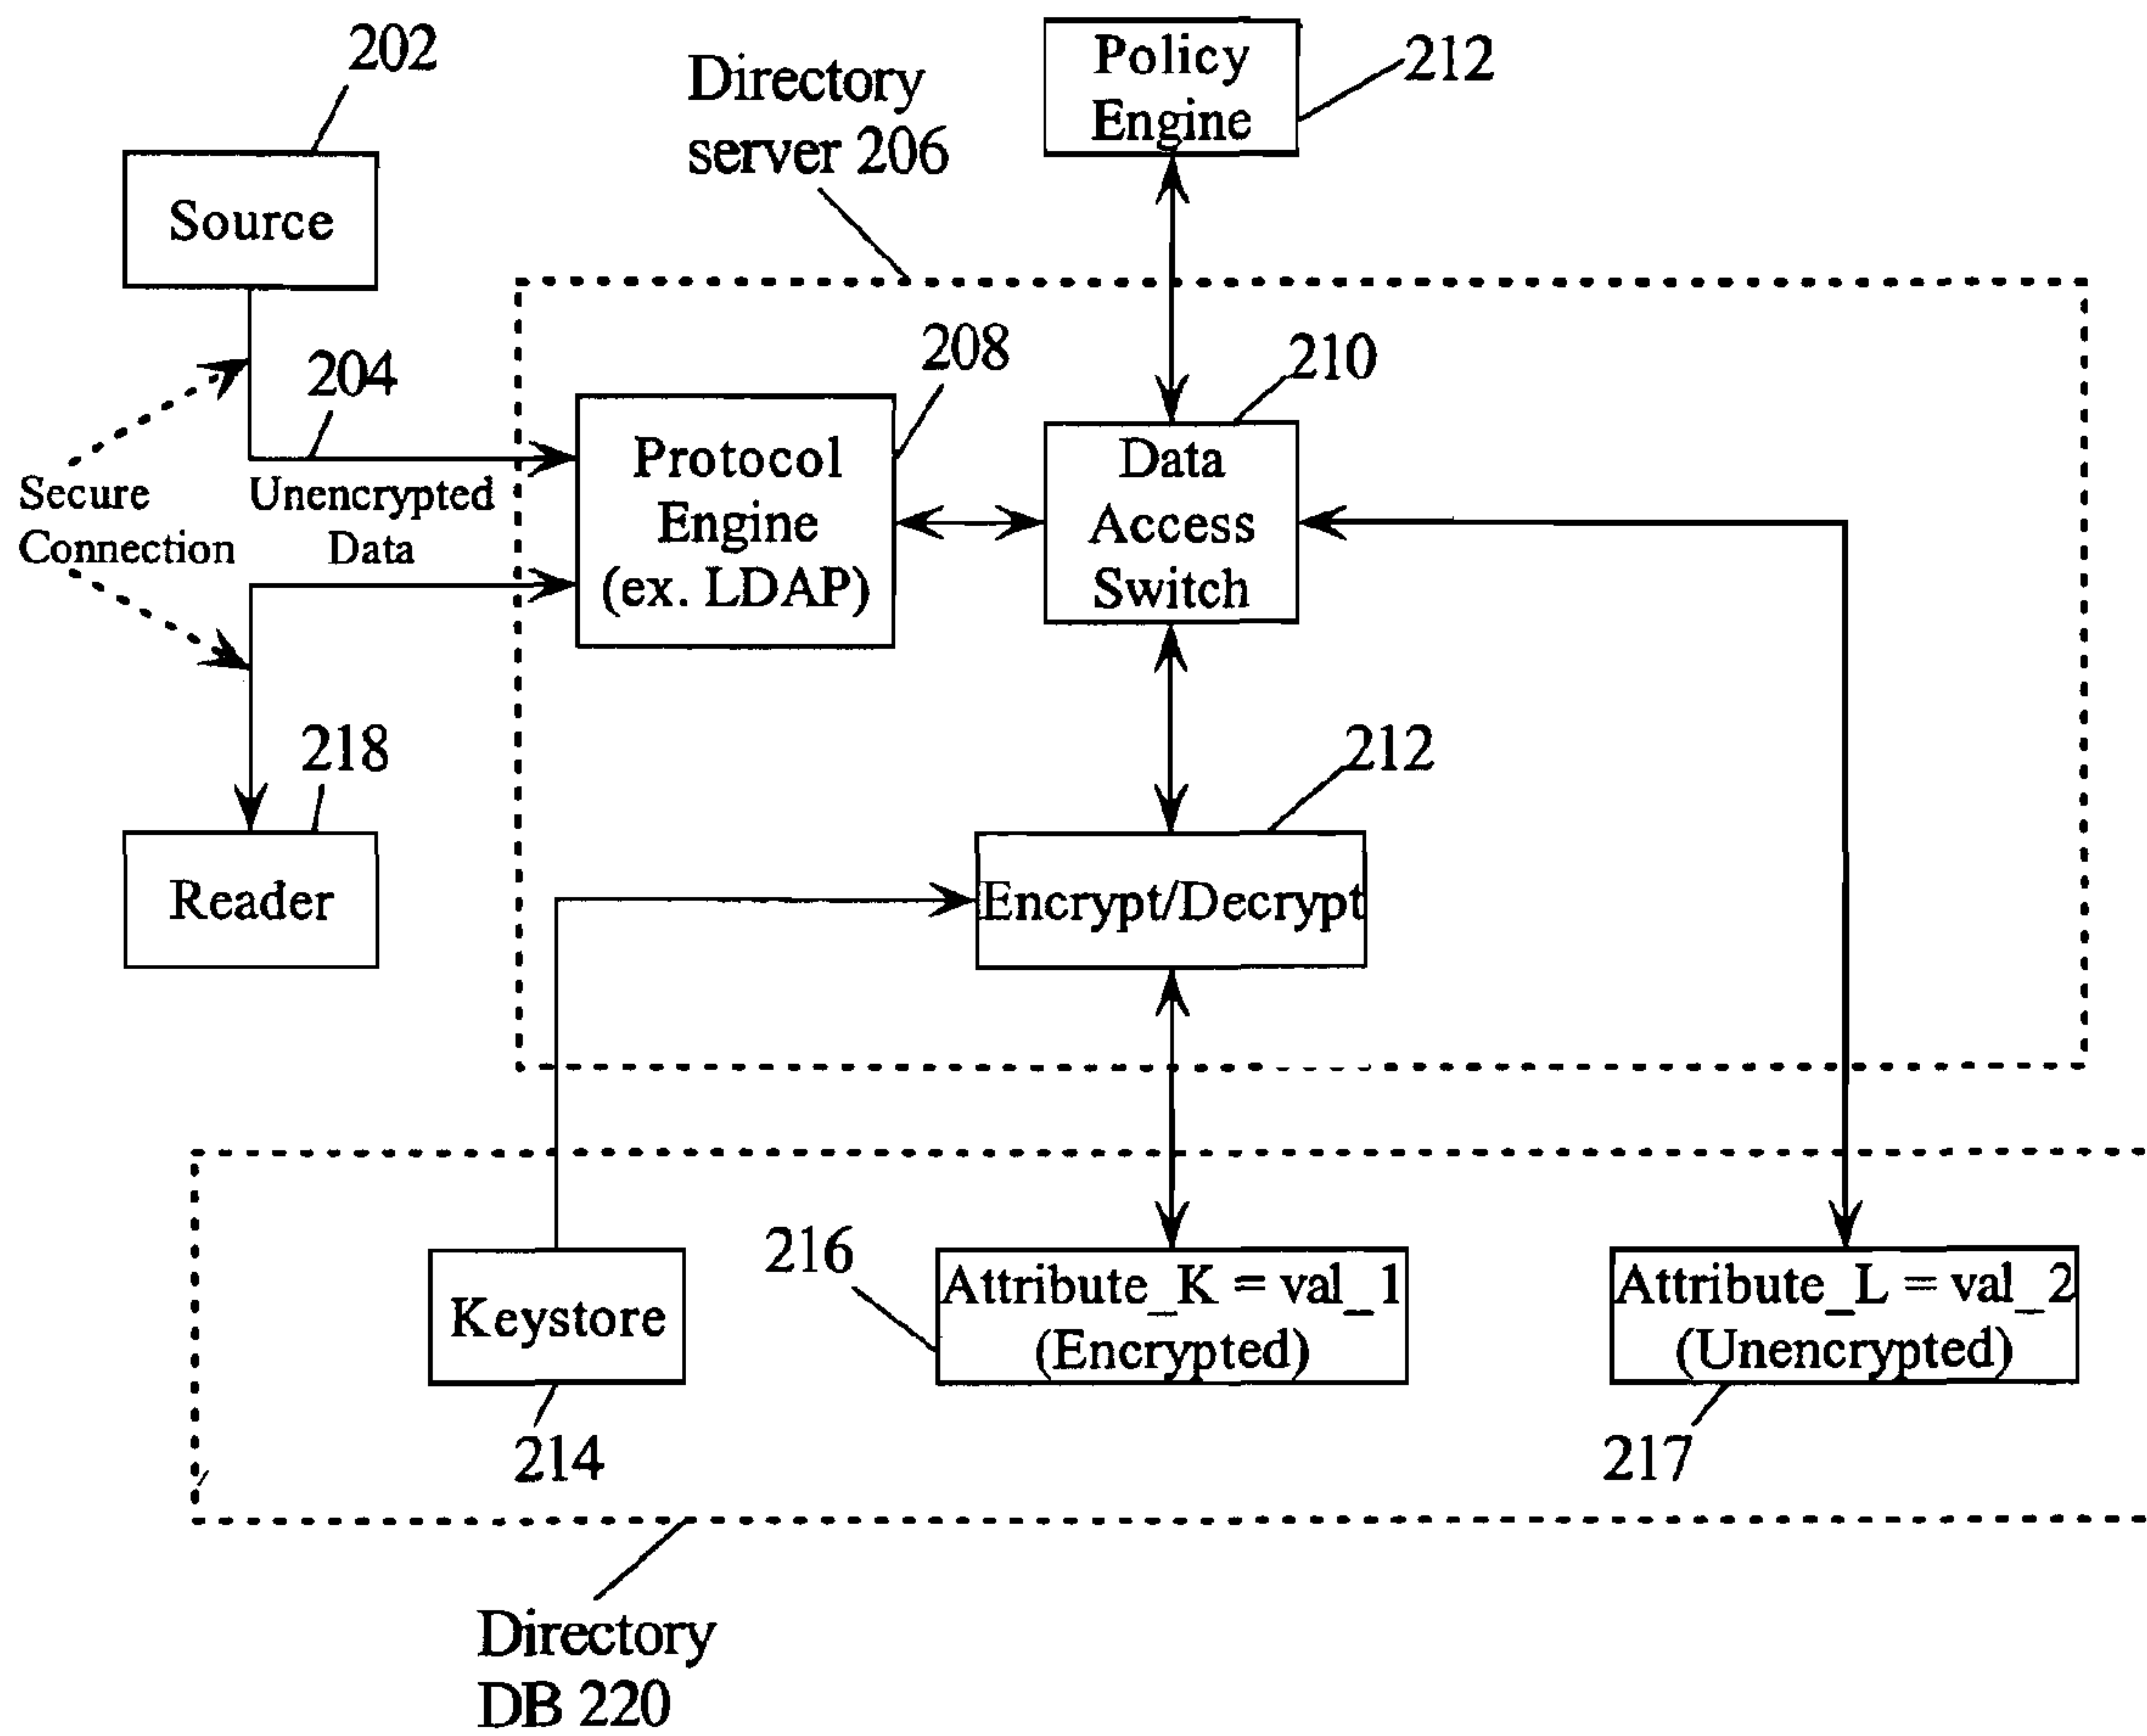 202
Source
Directory
server 206
Policy
Engine
212
204
Secure
Connection
Unencrypted
Data
208
Protocol
Engine
(ex. LDAP)
210
Data
Access
Switch
218
Reader
212
Encrypt/Decrypt
Keystore
214
216
Attribute_K = val_1
(Encrypted)
Attribute_L = val_2
(Unencrypted)
217
Directory
DB 220